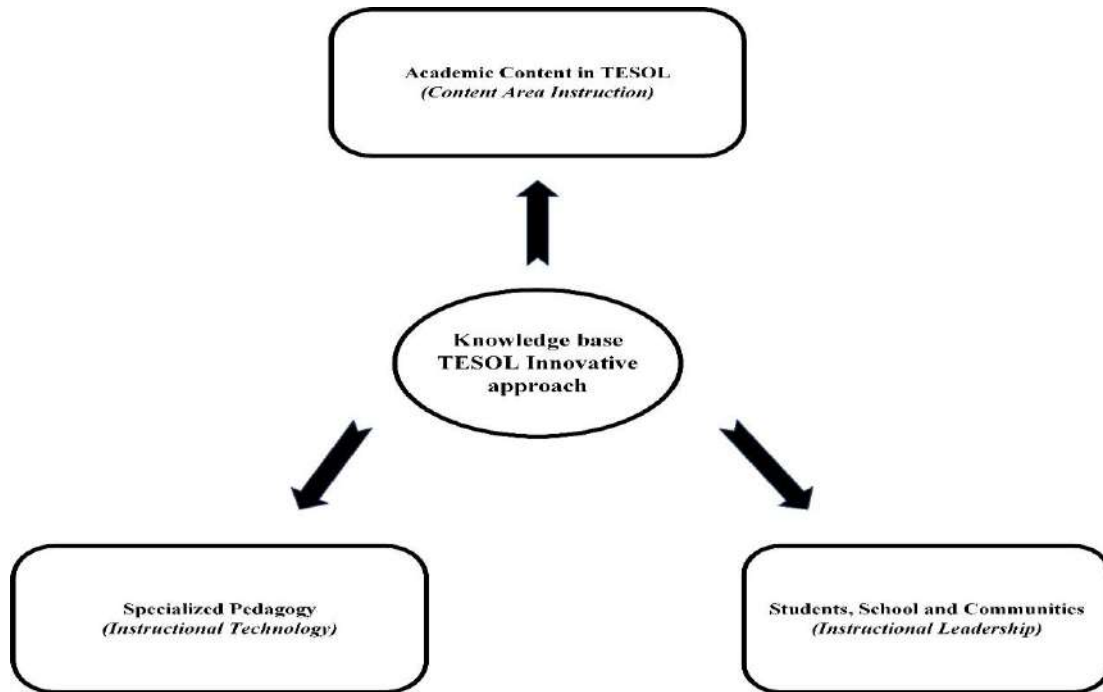 Academic Content in TESOL
(Content Area Instruction)
Knowledge base
TESOL Innovative
approach
Specialized Pedagogy
(Instructional Technology)
Students, School and Communities
(Instructional Leadership)